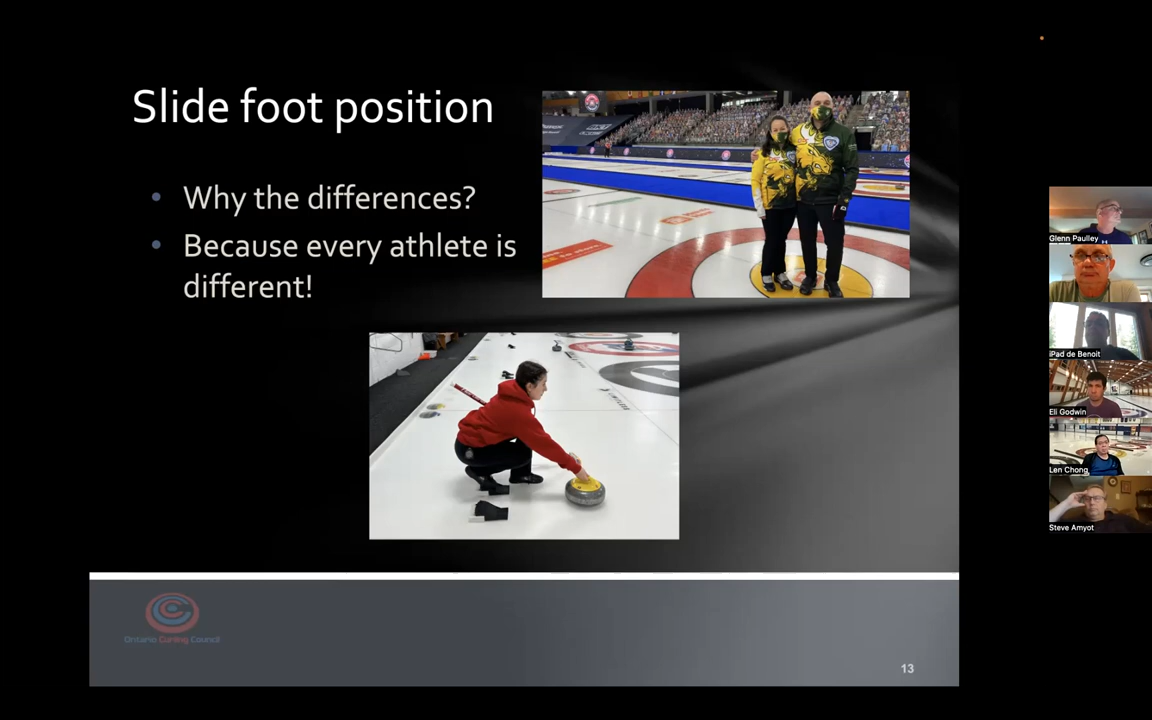 Slide foot position
Why the differences?
Because every athlete is
different!
Ontario Curling Council
13
Glenn Paulley
iPad de Benoit
Eli Godwin
Len Chong
Steve Amyot